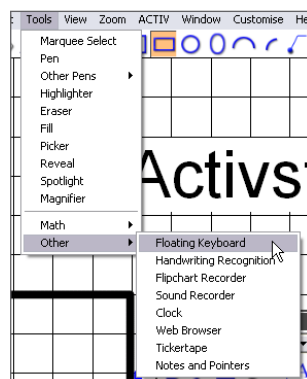 Tools View Zoom ACTIV Window Customise He
Marquee Select
Pen
Other Pens
Highlighter
Eraser
Fill
Picker
Reveal
Spotlight
Magnifier
Activs
Math
Other
Floating Keyboard
Handwriting Recognition
Flipchart Recorder
Sound Recorder
Clock
Web Browser
Tickertape
Notes and Pointers